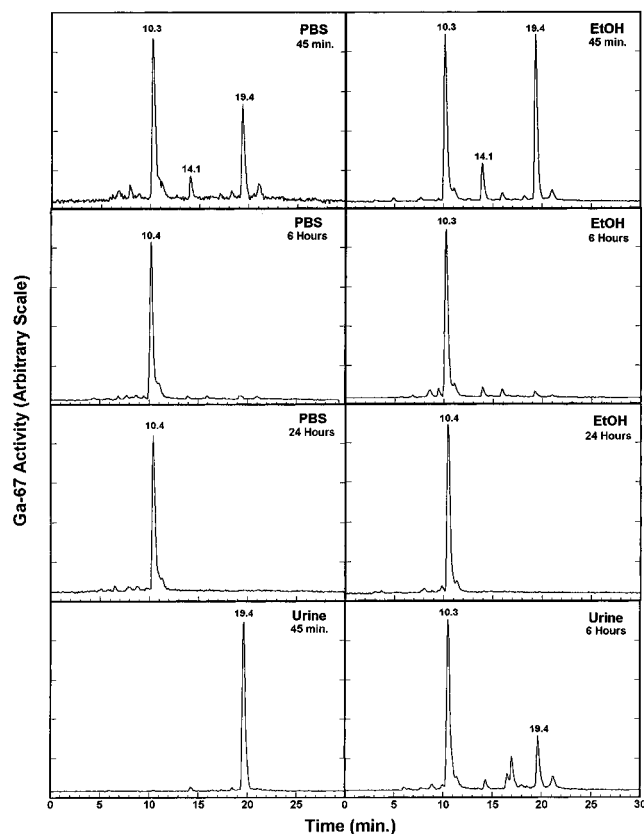 10.3
PBS
45 min.
14.1
19.4
10.3
19.4
EtOH
45 min.
14.1
10.4
PBS
6 Hours
10.3
EtOH
6 Hours
10.4
PBS
24 Hours
10.4
EtOH
24 Hours
19.4
Urine
45 min.
10.3
Urine
6 Hours
19.4
Ga-67 Activity (Arbitrary Scale)
0 5 10 15 20 25 0 5 10 15 20 25 30
Time (min.)